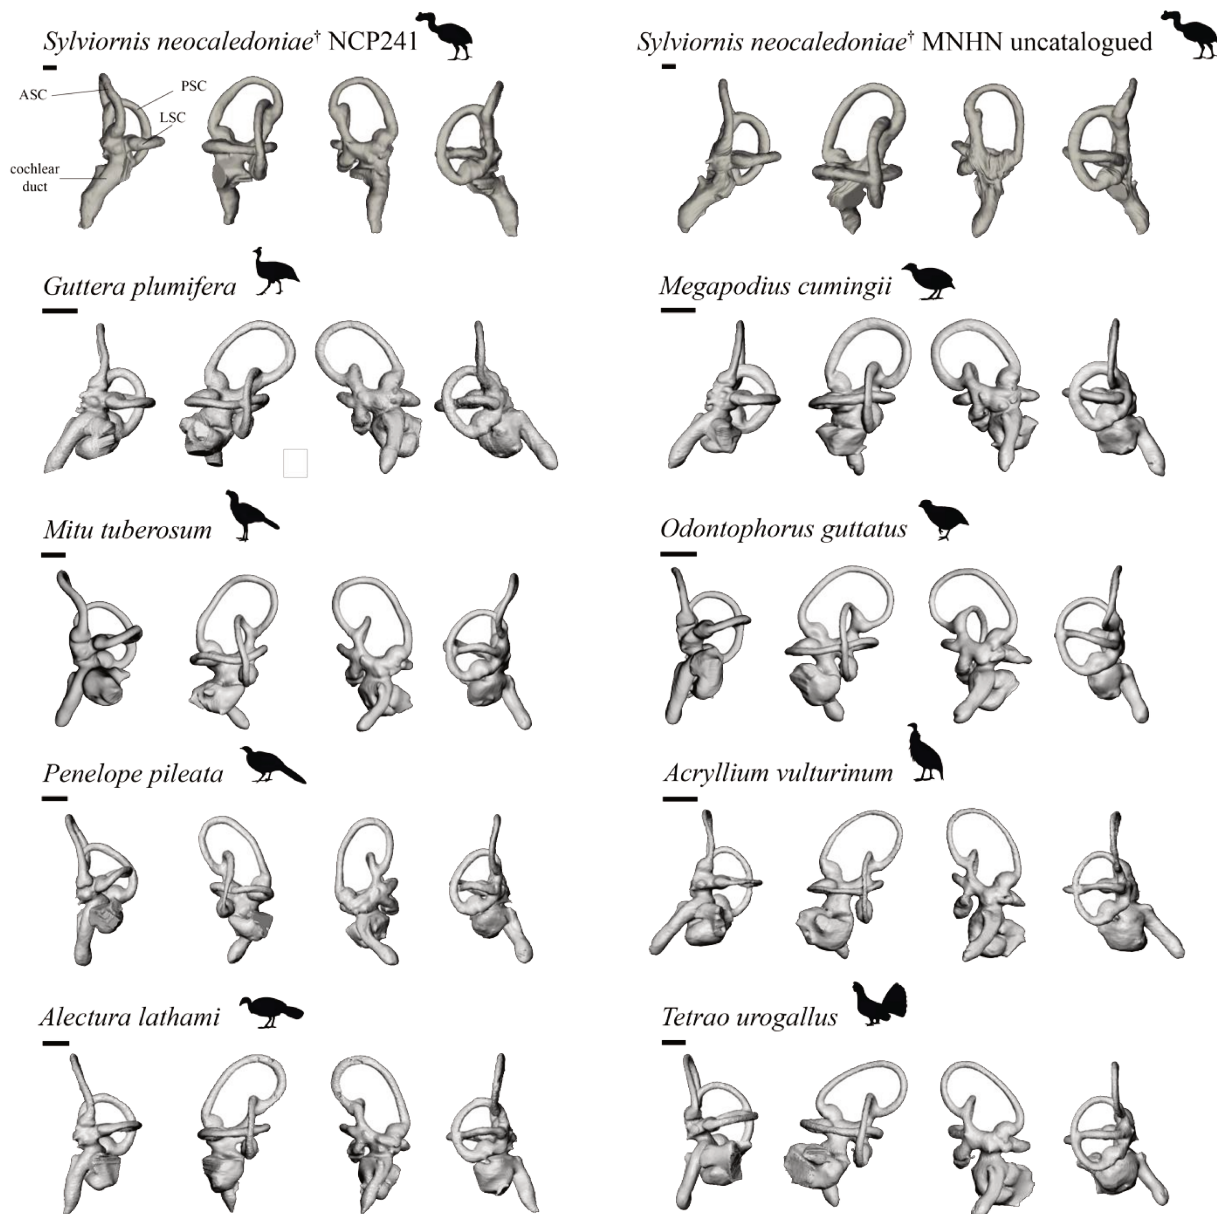 Sylviornis neocaledoniae† NCP241
Sylviornis neocaledoniae† MNHN uncatalogued
ASC
PSC
LSC
cochlear
duct
Guttera plumifera
Megapodius cumingii
Mitu tuberosum
Odontophorus guttatus
Penelope pileata
Acryllium vulturinum
Alectura lathami
Tetrao urogallus